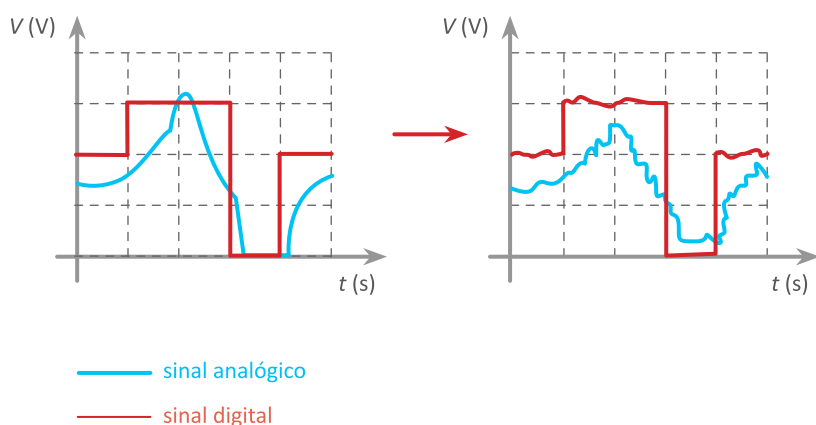 V (V)
t (s)
V (V)
t (s)
sinal analógico
sinal digital